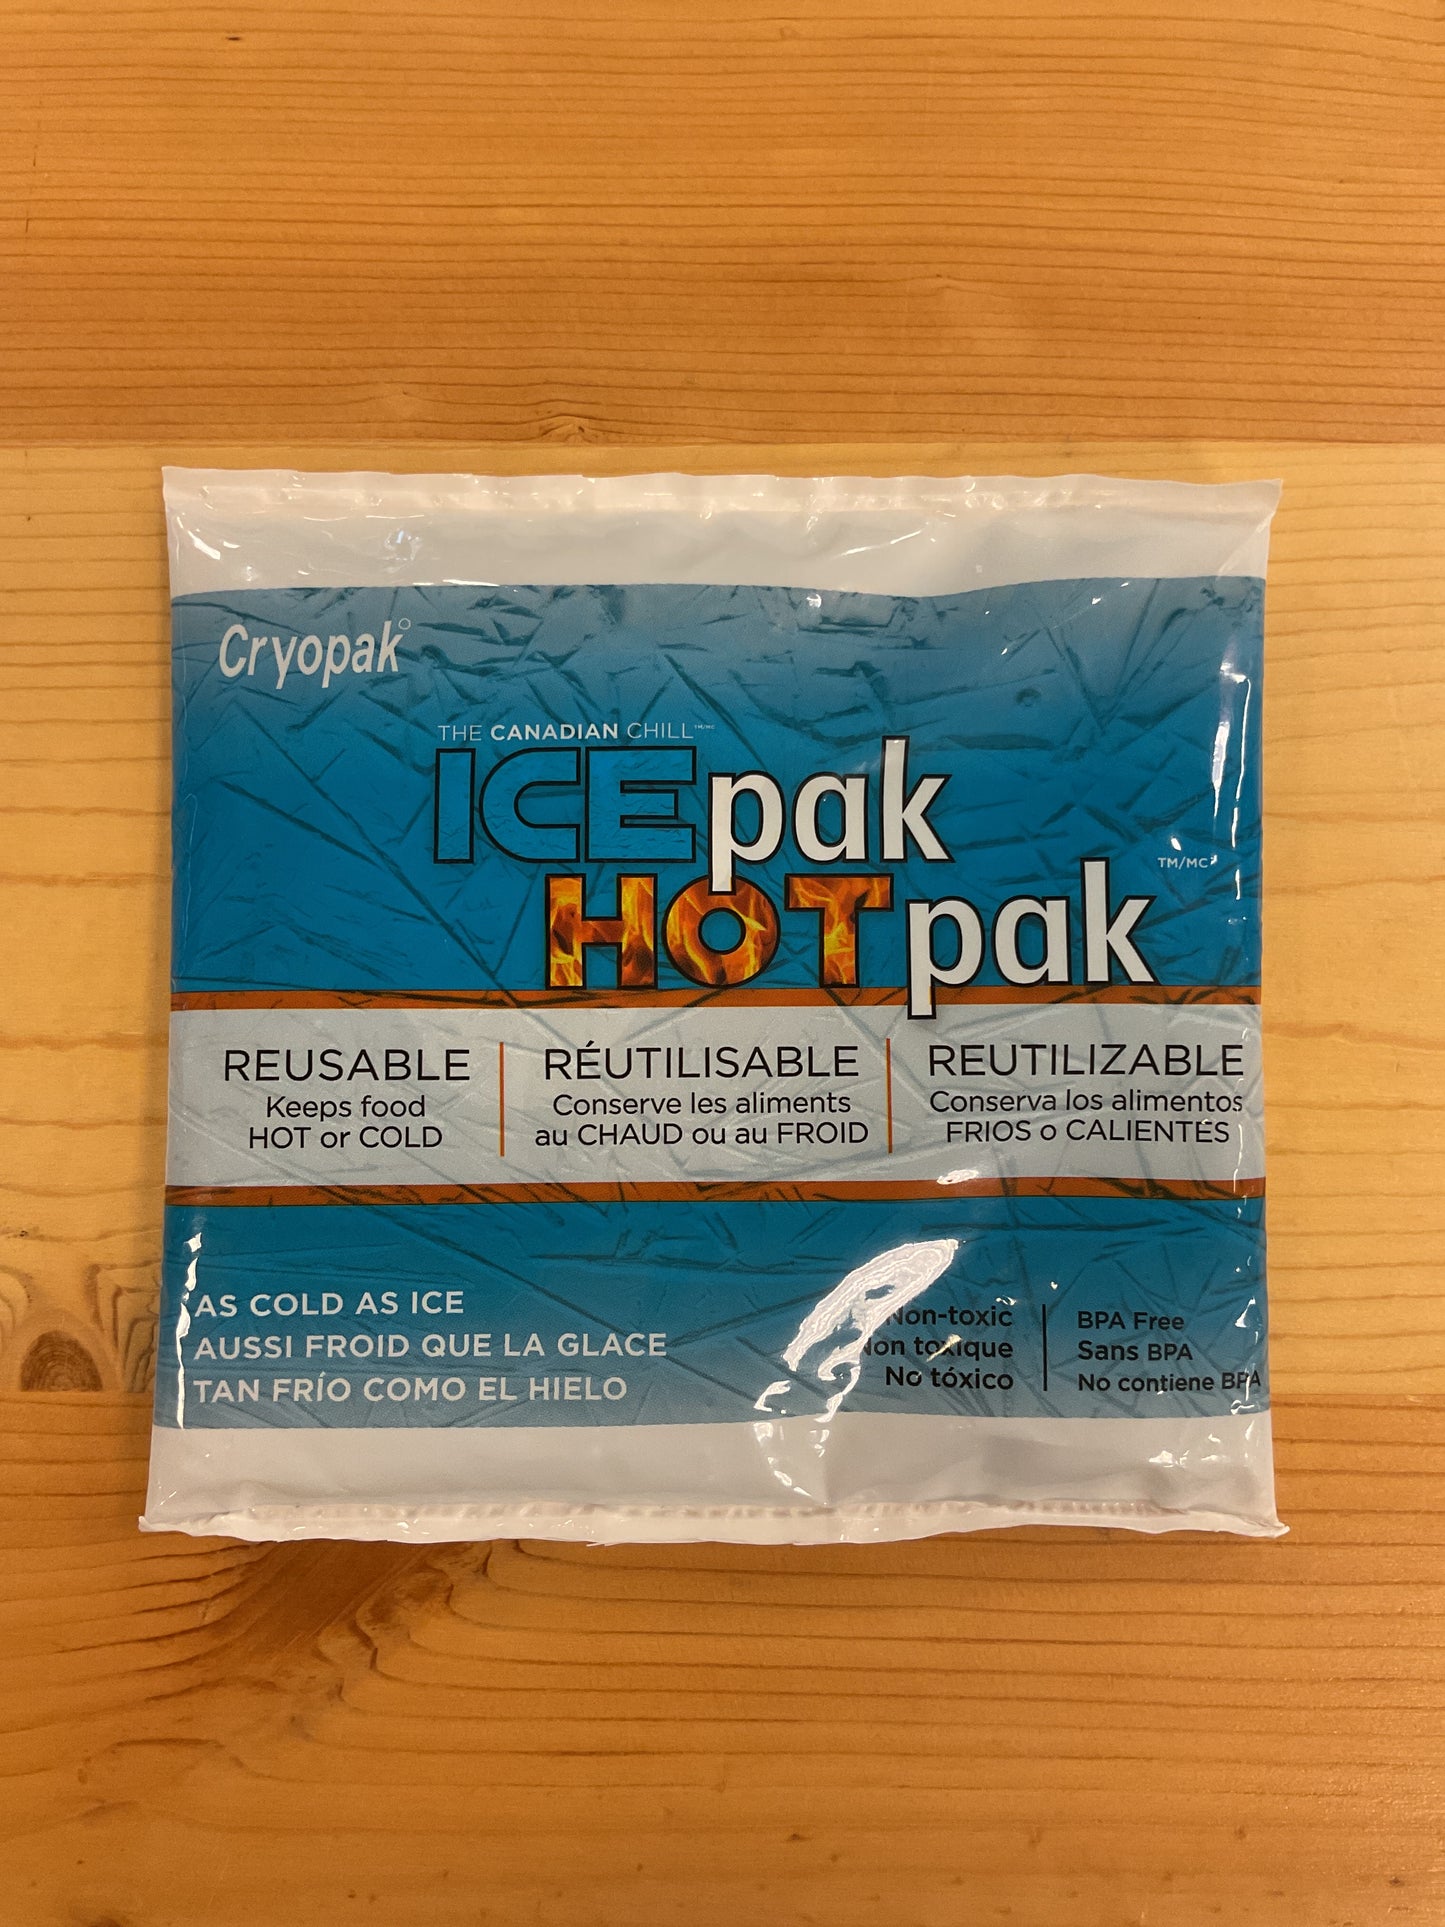 Cryopak
THE CANADIAN CHILL™/MC
ICEpak
HOTpak TM/MC
REUSABLE
Keeps food
HOT or COLD
RÉUTILISABLE
Conserve les aliments
au CHAUD ou au FROID
REUTILIZABLE
Conserva los alimentos
FRIOS o CALIENTES
AS COLD AS ICE
AUSSI FROID QUE LA GLACE
TAN FRÍO COMO EL HIELO
Non-toxic
Non toxique
No tóxico
BPA Free
Sans BPA
No contiene BPA